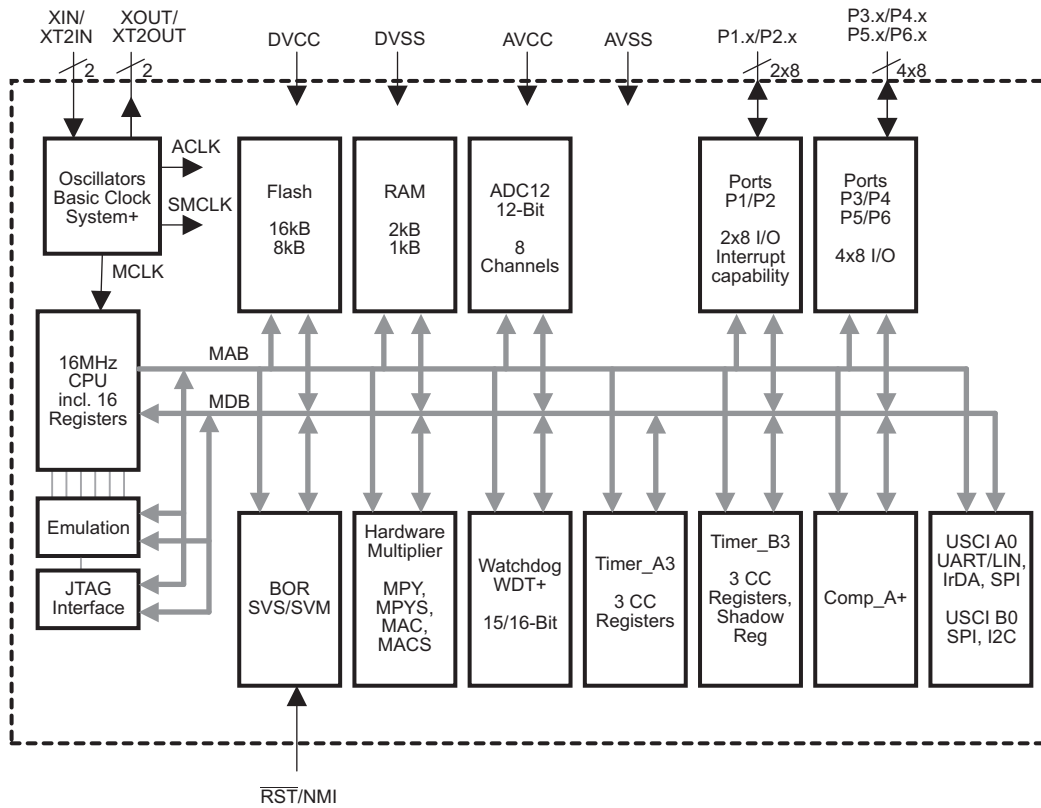 XIN/
XT2IN
XOUT/
XT2OUT
DVCC
DVSS
AVCC
AVSS
P1.x/P2.x
P3.x/P4.x
P5.x/P6.x
2
2
2x8
4x8
Oscillators
Basic Clock
System+
ACLK
SMCLK
MCLK
Flash
16kB
8kB
RAM
2kB
1kB
ADC12
12-Bit
8
Channels
Ports
P1/P2
2x8 I/O
Interrupt
capability
Ports
P3/P4
P5/P6
4x8 I/O
16MHz
CPU
incl. 16
Registers
MAB
MDB
Emulation
JTAG
Interface
BOR
SVS/SVM
Hardware
Multiplier
MPY,
MPYS,
MAC,
MACS
Watchdog
WDT+
15/16-Bit
Timer_A3
3 CC
Registers
Timer_B3
3 CC
Registers,
Shadow
Reg
Comp_A+
USCI A0
UART/LIN,
IrDA, SPI
USCI B0
SPI, I2C
RST/NMI